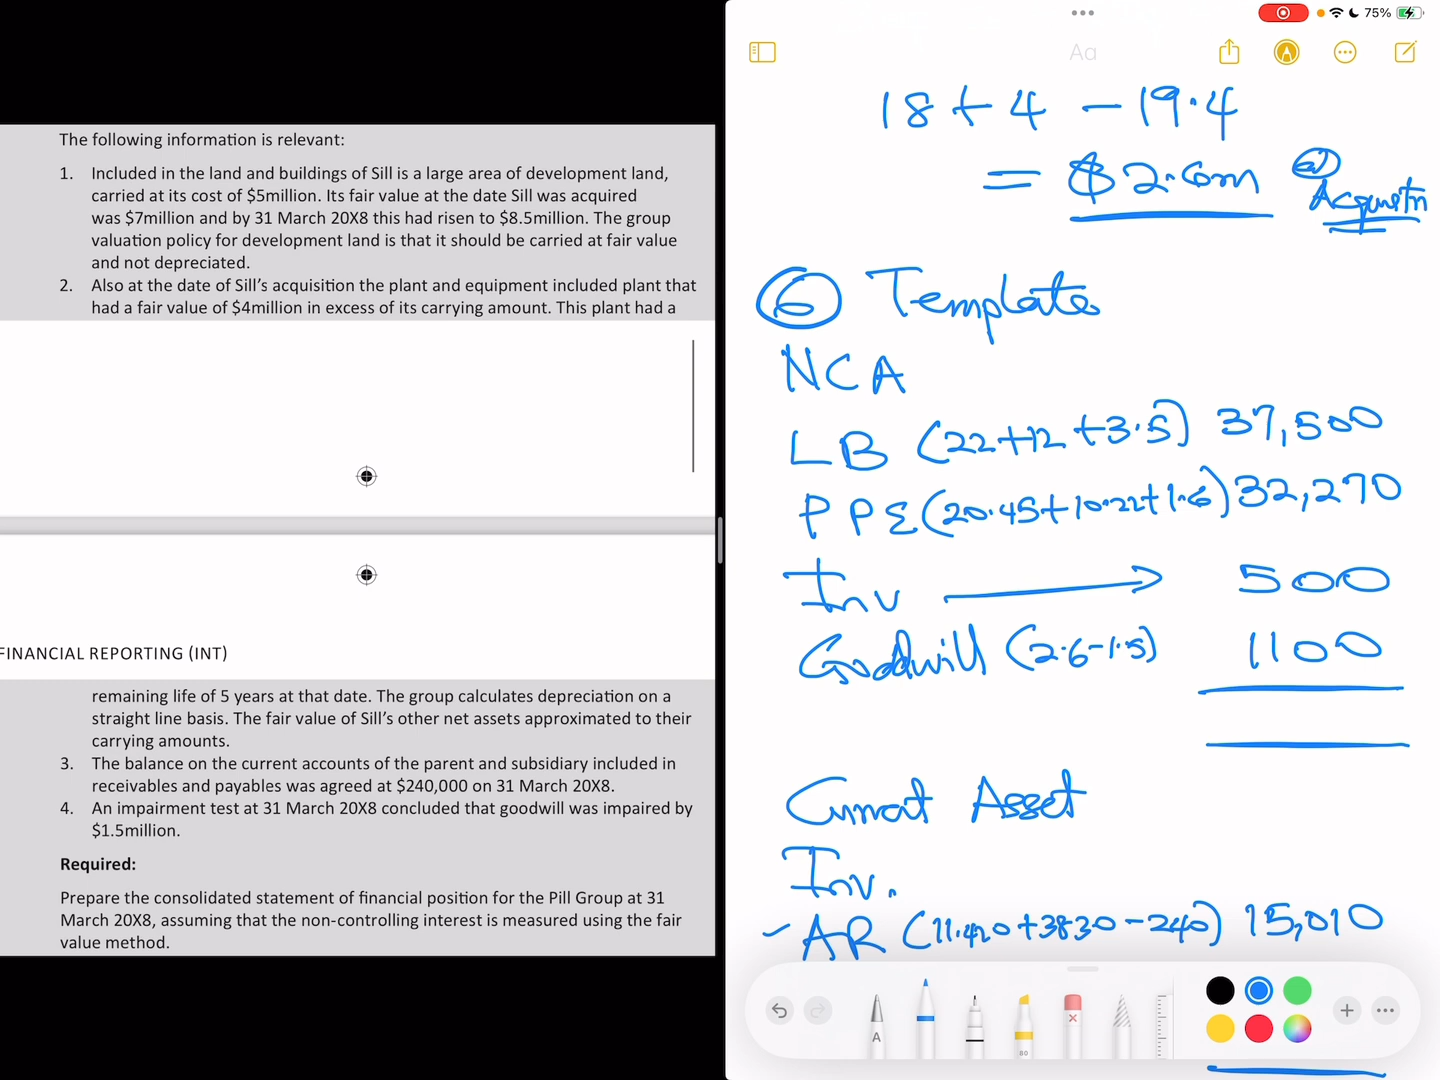 75%
Aa
The following information is relevant:
1. Included in the land and buildings of Sill is a large area of development land,
carried at its cost of $5million. Its fair value at the date Sill was acquired
was $7million and by 31 March 20X8 this had risen to $8.5million. The group
valuation policy for development land is that it should be carried at fair value
and not depreciated.
2. Also at the date of Sill's acquisition the plant and equipment included plant that
had a fair value of $4million in excess of its carrying amount. This plant had a
FINANCIAL REPORTING (INT)
remaining life of 5 years at that date. The group calculates depreciation on a
straight line basis. The fair value of Sill's other net assets approximated to their
carrying amounts.
3. The balance on the current accounts of the parent and subsidiary included in
receivables and payables was agreed at $240,000 on 31 March 20X8.
4. An impairment test at 31 March 20X8 concluded that goodwill was impaired by
$1.5million.
Required:
Prepare the consolidated statement of financial position for the Pill Group at 31
March 20X8, assuming that the non-controlling interest is measured using the fair
value method.
18 + 4 - 19.4
= $2.6m
Acquisitn
6 Template
NCA
LB (22+12+3.5) 37,500
PPE (20.45+10.22+1.6) 32,270
Inv → 500
Goodwill (2.6-1.5) 1100
Current Asset
Inv.
AR (11.420+3830-240) 15,010
A
80